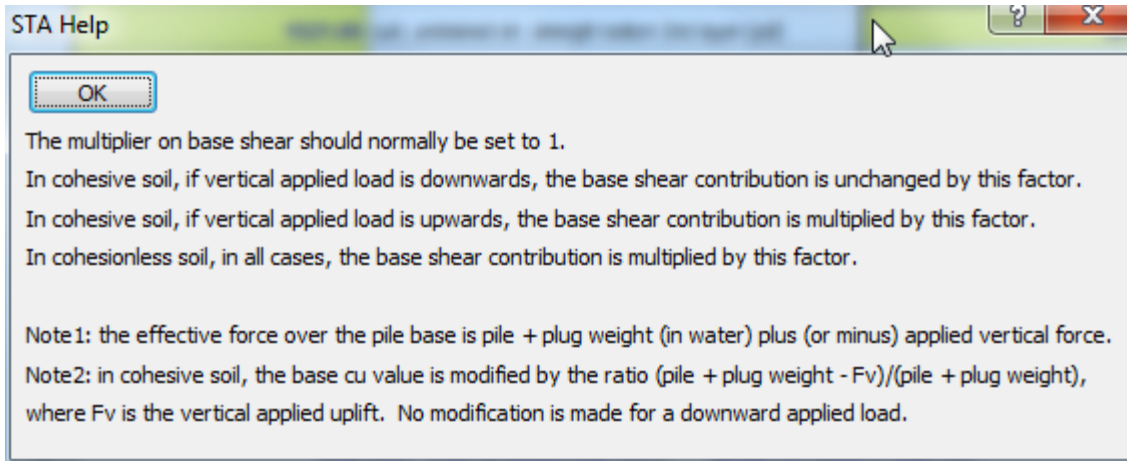 STA Help
OK
The multiplier on base shear should normally be set to 1.
In cohesive soil, if vertical applied load is downwards, the base shear contribution is unchanged by this factor.
In cohesive soil, if vertical applied load is upwards, the base shear contribution is multiplied by this factor.
In cohesionless soil, in all cases, the base shear contribution is multiplied by this factor.
Note1: the effective force over the pile base is pile + plug weight (in water) plus (or minus) applied vertical force.
Note2: in cohesive soil, the base cu value is modified by the ratio (pile + plug weight - Fv)/(pile + plug weight),
where Fv is the vertical applied uplift.  No modification is made for a downward applied load.